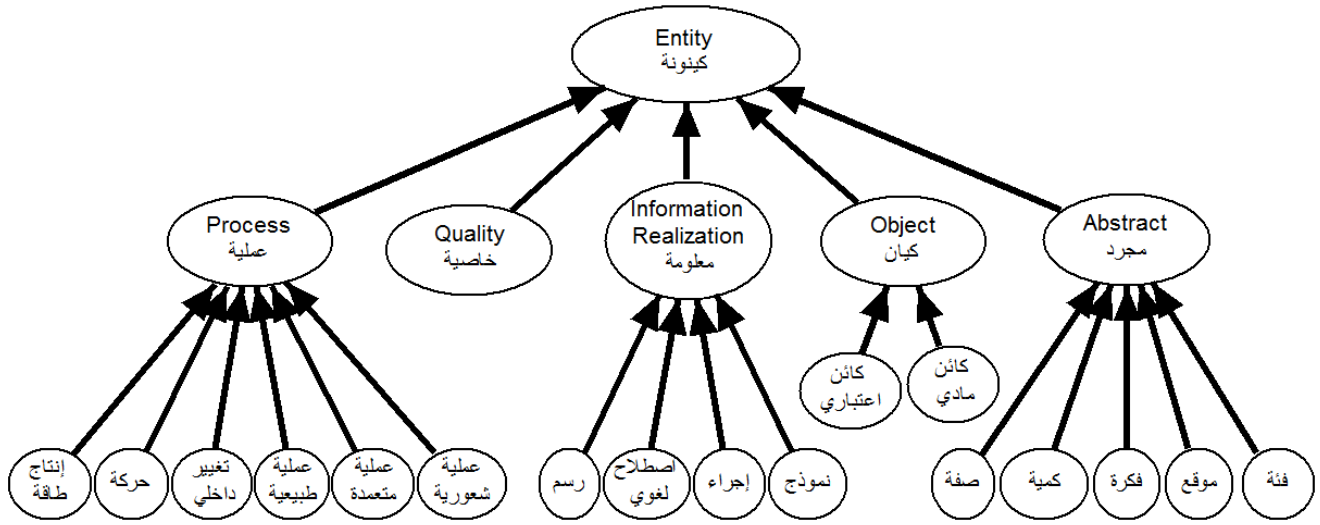 Entity
كينونة
Process
عملية
Quality
خاصية
Information
Realization
معلومة
Object
كيان
Abstract
مجرد
كائن
اعتباري
كائن
مادي
إنتاج
طاقة
حركة
تغيير
داخلي
عملية
طبيعية
عملية
متعمدة
عملية
شعورية
رسم
اصطلاح
لغوي
إجراء
نموذج
صفة
كمية
فكرة
موقع
فئة